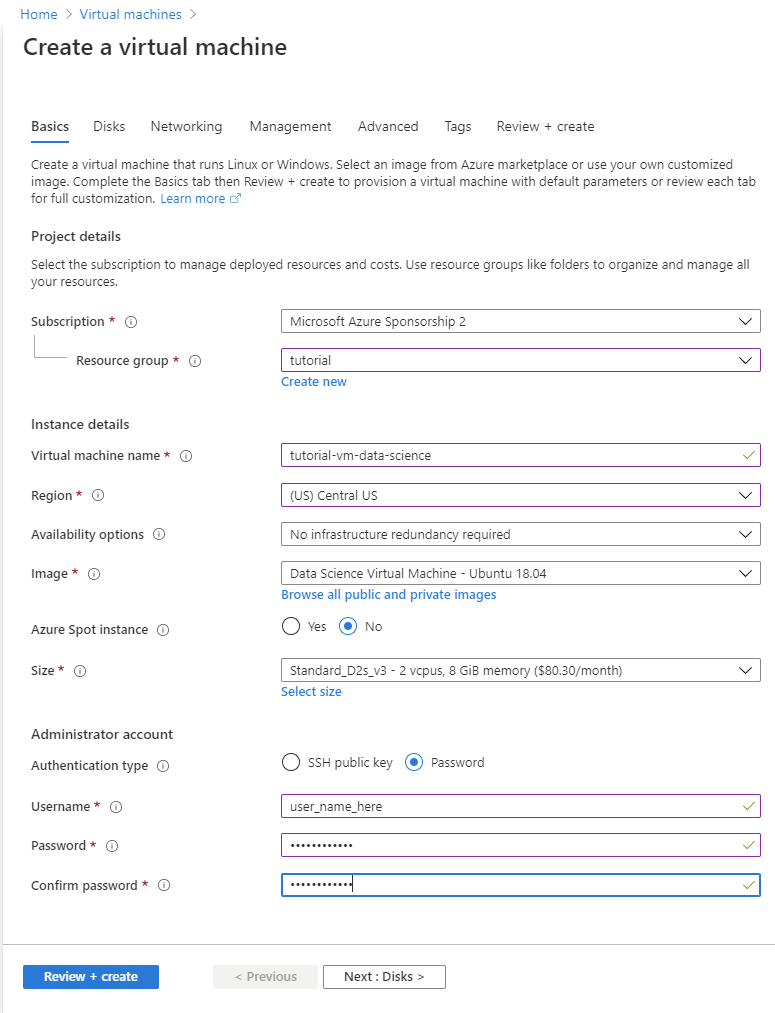 Home > Virtual machines >
Create a virtual machine
Basics Disks Networking Management Advanced Tags Review + create
Create a virtual machine that runs Linux or Windows. Select an image from Azure marketplace or use your own customized
image. Complete the Basics tab then Review + create to provision a virtual machine with default parameters or review each tab
for full customization. Learn more
Project details
Select the subscription to manage deployed resources and costs. Use resource groups like folders to organize and manage all
your resources.
Subscription * Microsoft Azure Sponsorship 2
Resource group * tutorial
Create new
Instance details
Virtual machine name * tutorial-vm-data-science
Region * (US) Central US
Availability options No infrastructure redundancy required
Image * Data Science Virtual Machine - Ubuntu 18.04
Browse all public and private images
Azure Spot instance Yes No
Size * Standard_D2s_v3 - 2 vcpus, 8 GiB memory ($80.30/month)
Select size
Administrator account
Authentication type SSH public key Password
Username * user_name_here
Password * ••••••••••••
Confirm password * ••••••••••••
Review + create < Previous Next : Disks >